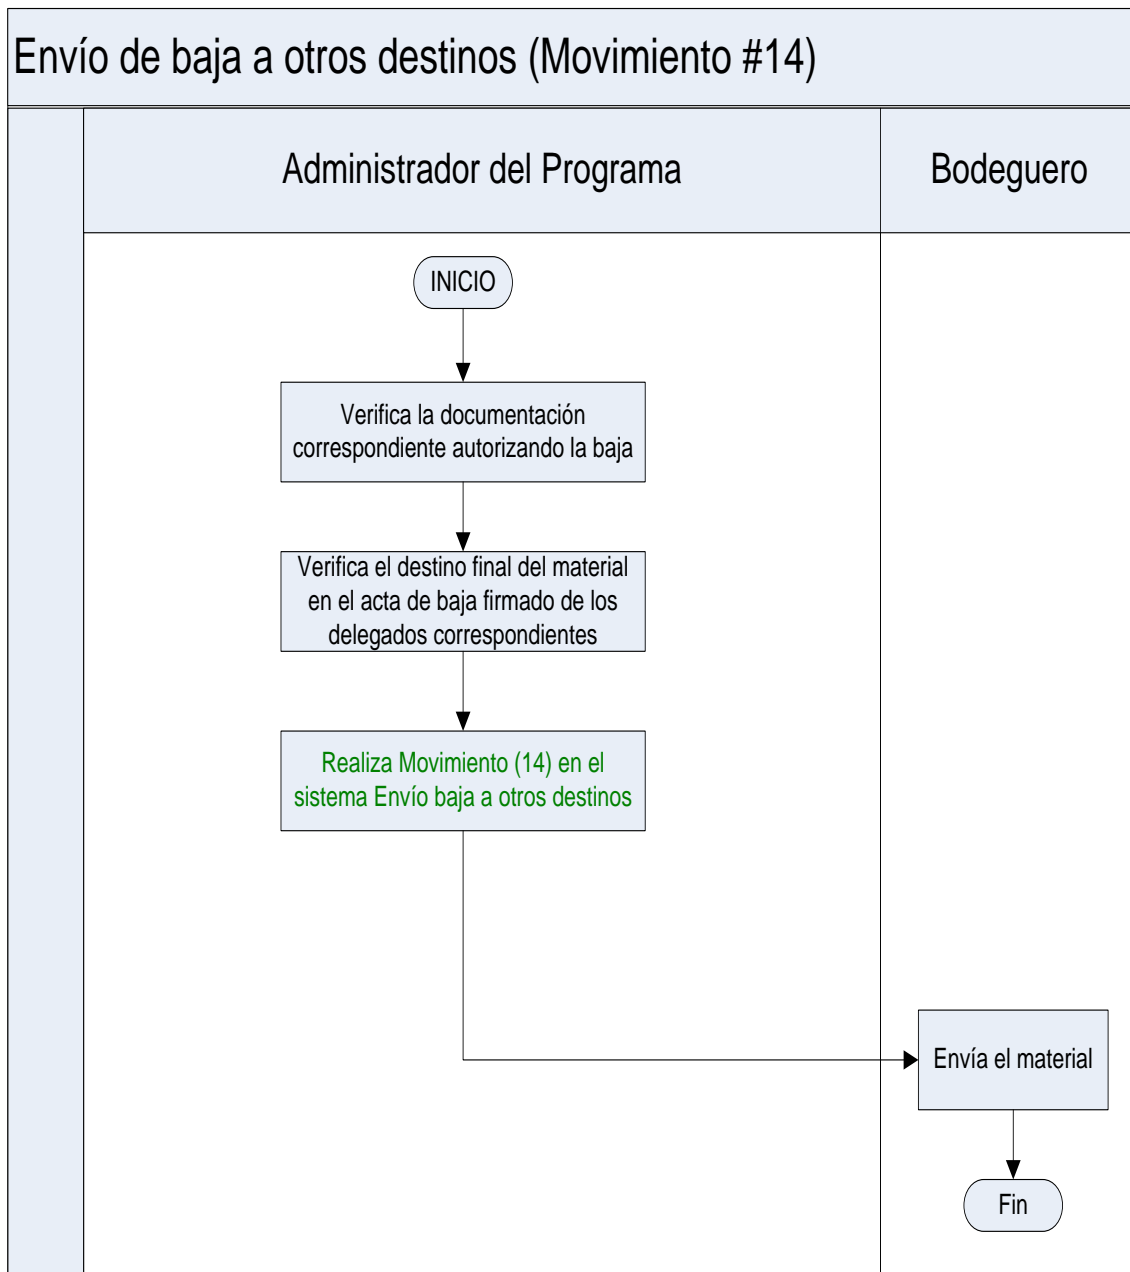 Envío de baja a otros destinos (Movimiento #14)
Administrador del Programa
Bodeguero
INICIO
Verifica la documentación
correspondiente autorizando la baja
Verifica el destino final del material
en el acta de baja firmado de los
delegados correspondientes
Realiza Movimiento (14) en el
sistema Envío baja a otros destinos
Envía el material
Fin